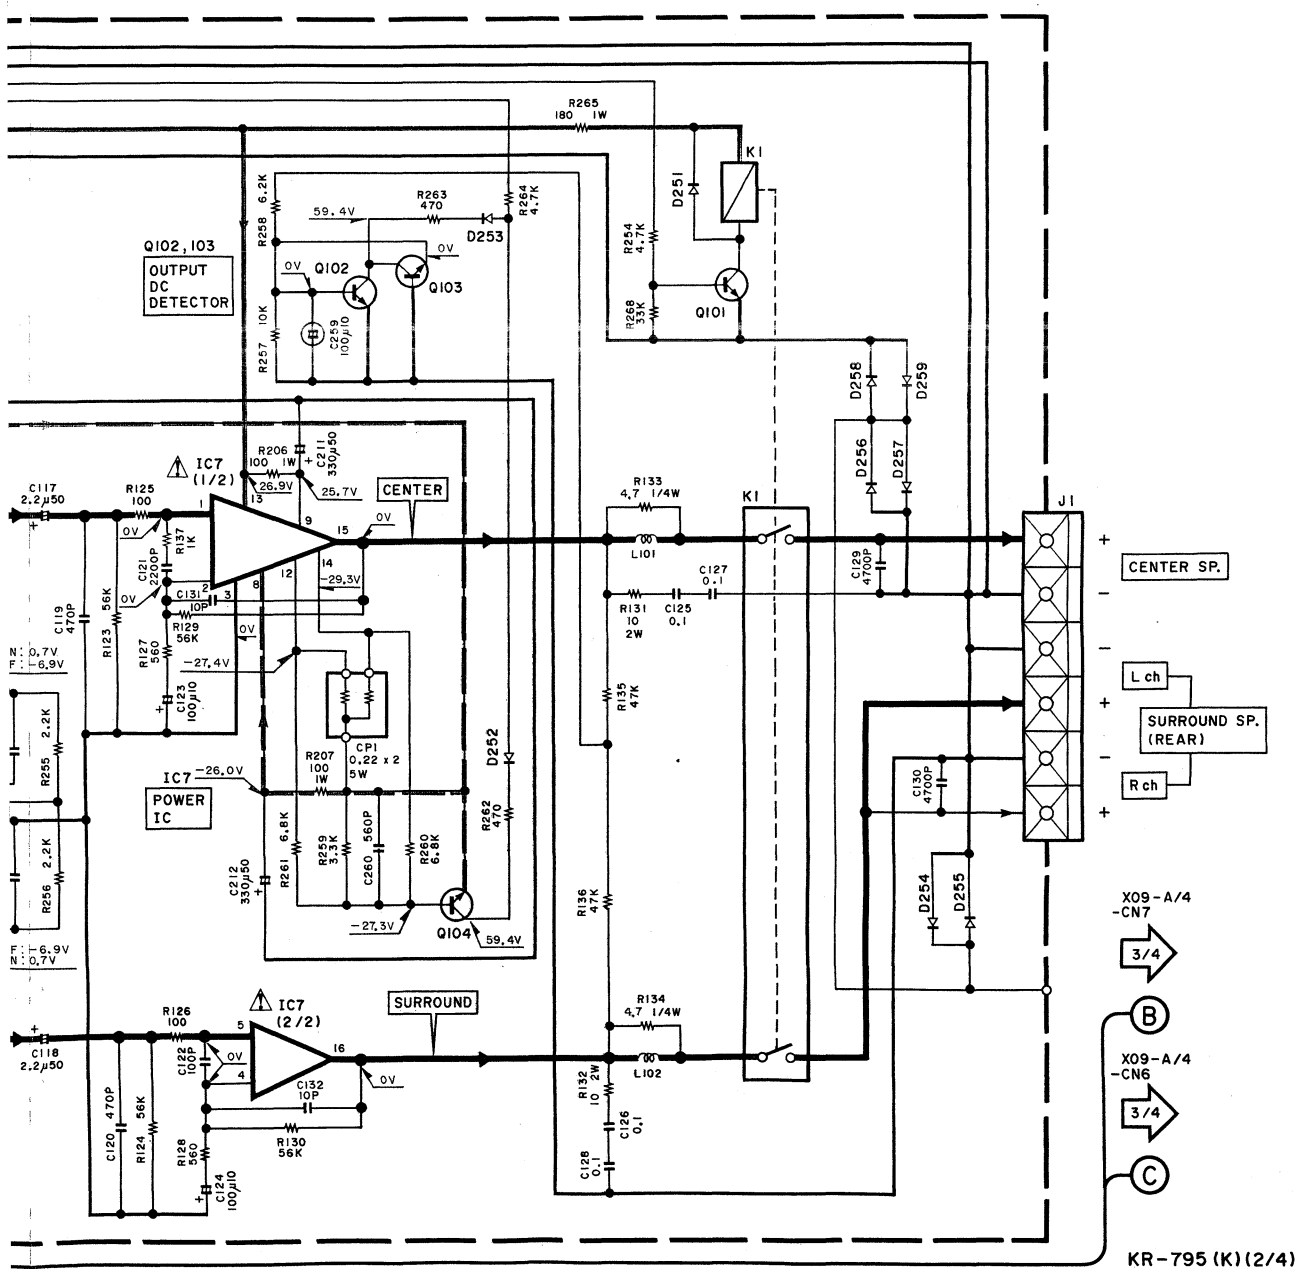 R265
180 1W
K1
D251
6.2K
R258
59.4V
R263
470
D253
R264
4.7K
R254
4.7K
Q102,103
OUTPUT
DC
DETECTOR
0V
Q102
0V
Q103
10K
R257
C259
100μ10
R268
33K
Q101
D258
D259
D256
D257
R206
100 1W
C211
330μ50
+
26.9V
25.7V
IC7
(1/2)
CENTER
C117
2.2μ50
+
R125
100
1
13
9
15
0V
14
12
8
2
3
0V
R137
1K
C121
2200P
0V
C131
10P
R129
56K
0V
-29.3V
C119
470P
56K
R123
R127
560
C123
100μ10
+
-27.4V
N:0.7V
F:-6.9V
2.2K
R255
2.2K
R256
F:-6.9V
N:0.7V
CP1
0.22 x 2
5W
R207
100
1W
IC7
-26.0V
POWER
IC
C212
330μ50
+
6.8K
R261
R259
3.3K
560P
C260
R260
6.8K
-27.3V
Q104
59.4V
D252
R262
470
R133
4.7 1/4W
L101
K1
R131
10
2W
C125
0.1
C127
0.1
C129
4700P
R135
47K
R136
47K
J1
+
-
-
+
-
+
CENTER SP.
L ch
SURROUND SP.
(REAR)
R ch
C130
4700P
D254
D255
X09-A/4
-CN7
3/4
B
X09-A/4
-CN6
3/4
C
IC7
(2/2)
SURROUND
+
C118
2.2μ50
R126
100
5
16
4
0V
0V
C122
100P
C132
10P
R130
56K
470P
C120
56K
R124
R128
560
C124
100μ10
+
R134
4.7 1/4W
L102
R132
10 2W
C126
0.1
C128
0.1
KR-795(K)(2/4)